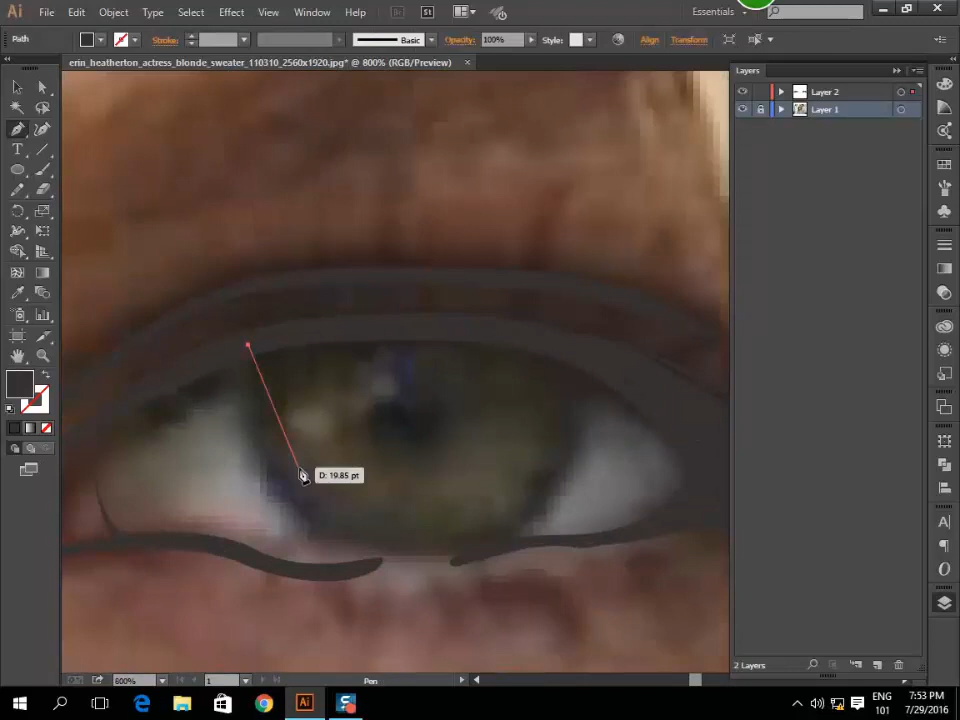 Ai File Edit Object Type Select Effect View Window Help Br St Essentials
Path Stroke: Basic Opacity: 100% Style: Align Transform
erin_heatherton_actress_blonde_sweater_110310_2560x1920.jpg* @ 800% (RGB/Preview)
Layers
Layer 2
Layer 1
D: 19.85 pt
2 Layers
800% 1 Pen
ENG 7:53 PM
101 7/29/2016